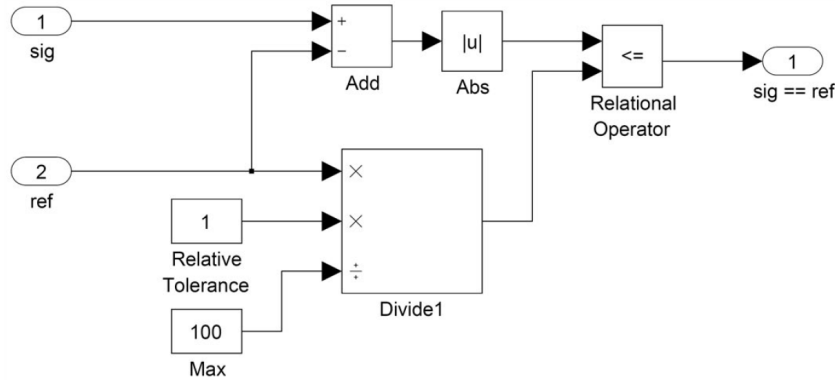 1
sig
+
−
Add
|u|
Abs
<=
Relational
Operator
1
sig == ref
2
ref
×
1
Relative
Tolerance
×
÷
Divide1
100
Max